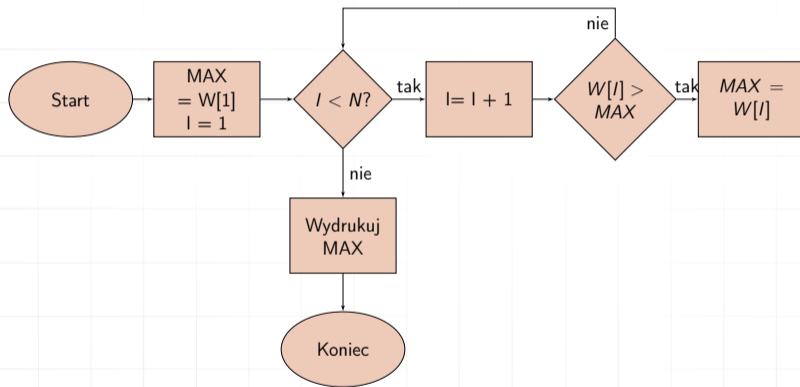 nie
Start
MAX
= W[1]
I = 1
I < N?
tak
I= I + 1
W[I] >
MAX
tak
MAX =
W[I]
nie
Wydrukuj
MAX
Koniec